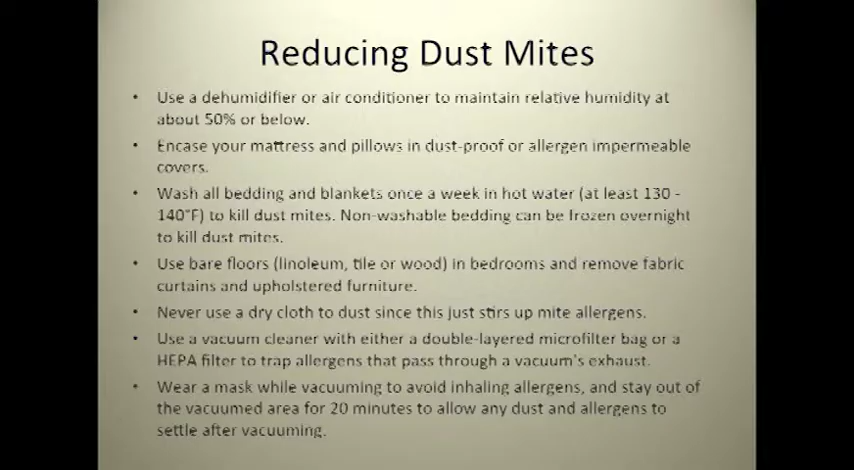 Reducing Dust Mites
• Use a dehumidifier or air conditioner to maintain relative humidity at
about 50% or below.
• Encase your mattress and pillows in dust-proof or allergen impermeable
covers.
• Wash all bedding and blankets once a week in hot water (at least 130 -
140°F) to kill dust mites. Non-washable bedding can be frozen overnight
to kill dust mites.
• Use bare floors (linoleum, tile or wood) in bedrooms and remove fabric
curtains and upholstered furniture.
• Never use a dry cloth to dust since this just stirs up mite allergens.
• Use a vacuum cleaner with either a double-layered microfilter bag or a
HEPA filter to trap allergens that pass through a vacuum's exhaust.
• Wear a mask while vacuuming to avoid inhaling allergens, and stay out of
the vacuumed area for 20 minutes to allow any dust and allergens to
settle after vacuuming.